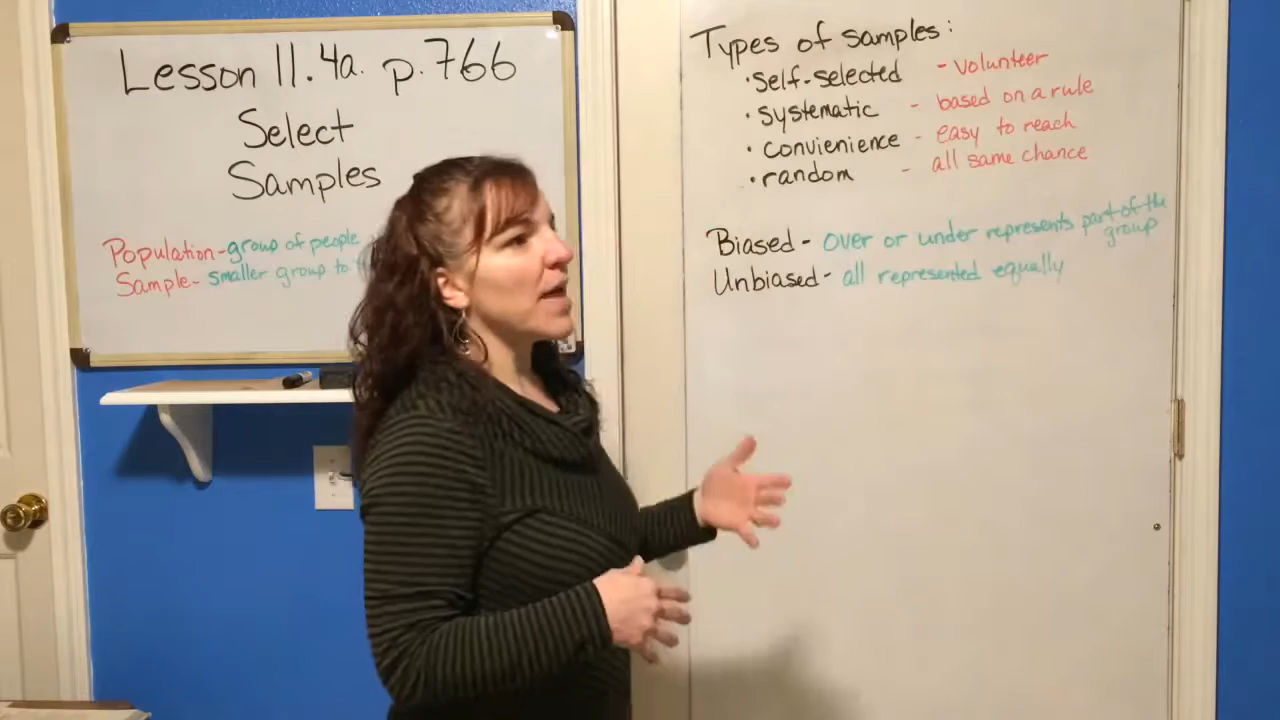 Lesson 11.4a. p.766
Select
Samples
Population-group of people
Sample- smaller group to
Types of samples:
• Self-selected - volunteer
• systematic - based on a rule
• convienience - easy to reach
• random - all same chance
Biased - over or under represents part of the
group
Unbiased- all represented equally